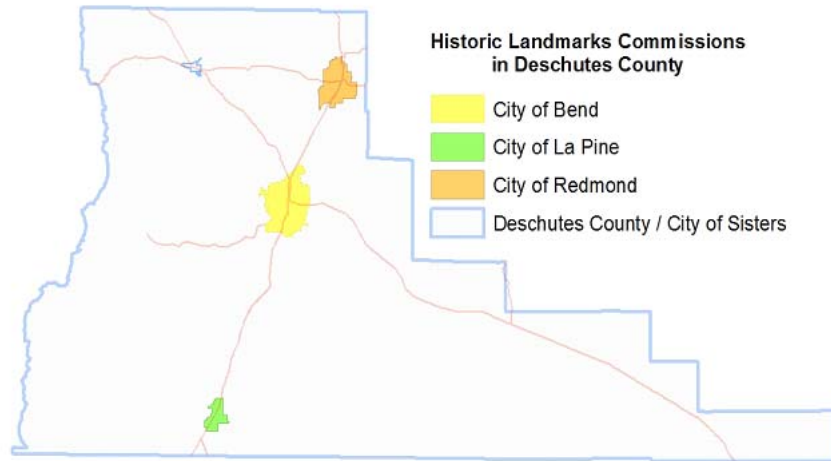 Historic Landmarks Commissions
in Deschutes County
City of Bend
City of La Pine
City of Redmond
Deschutes County / City of Sisters